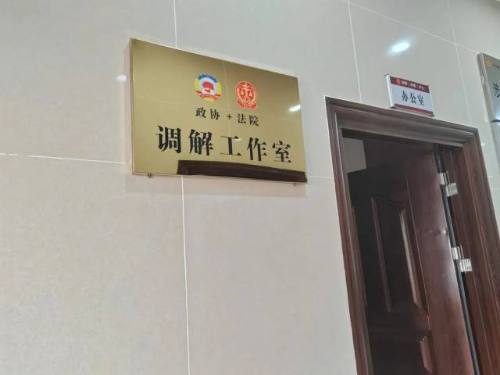 政协 + 法院
调解工作室
办公室